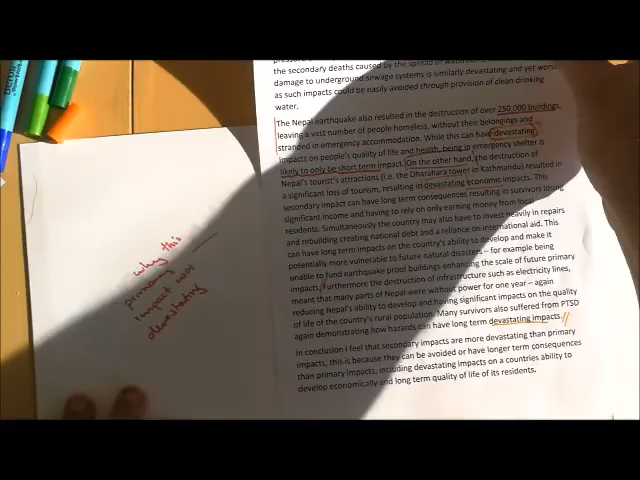 the secondary deaths caused by the spread of
damage to underground sewage systems is similarly devastating and yet
as such impacts could be easily avoided through provision of clean drinking
water.
The Nepal earthquake also resulted in the destruction of over 250,000 buildings,
leaving a vast number of people homeless, without their belongings and
stranded in emergency accommodation. While this can have devastating
impacts on people's quality of life and health, being in emergency shelter is
likely to only be short term impact. On the other hand, the destruction of
Nepal's tourist's attractions (i.e. the Dharahara tower in Kathmandu) resulted in
a significant loss of tourism, resulting in devastating economic impacts. This
secondary impact can have long term consequences resulting in survivors losing
significant income and having to rely on only earning money from local
residents. Simultaneously the country may also have to invest heavily in repairs
and rebuilding creating national debt and a reliance on international aid. This
can have long term impacts on the country's ability to develop and make it
potentially more vulnerable to future natural disasters – for example being
unable to fund earthquake proof buildings enhancing the scale of future primary
impacts. Furthermore the destruction of infrastructure such as electricity lines,
meant that many parts of Nepal were without power for one year – again
reducing Nepal's ability to develop and having significant impacts on the quality
of life of the country's rural population. Many survivors also suffered from PTSD
again demonstrating how hazards can have long term devastating impacts.
In conclusion I feel that secondary impacts are more devastating than primary
impacts, this is because they can be avoided or have longer term consequences
than primary impacts, including devastating impacts on a countries ability to
develop economically and long term quality of life of its residents.
why this
primary
impact was
devastating